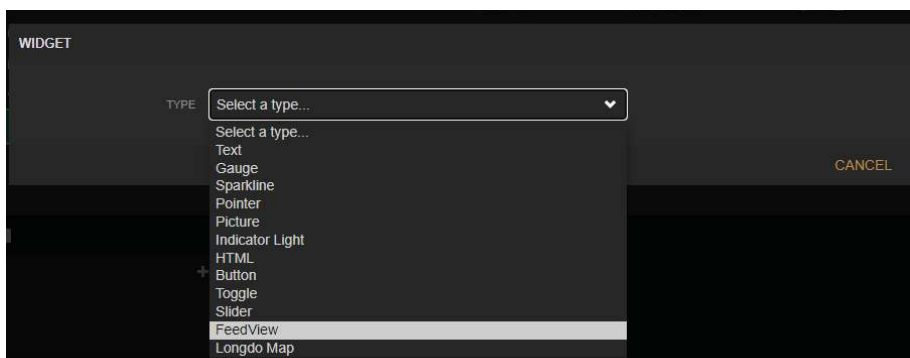 WIDGET
TYPE Select a type...
Select a type...
Text
Gauge
Sparkline
Pointer
Picture
Indicator Light
HTML
Button
Toggle
Slider
FeedView
Longdo Map
CANCEL